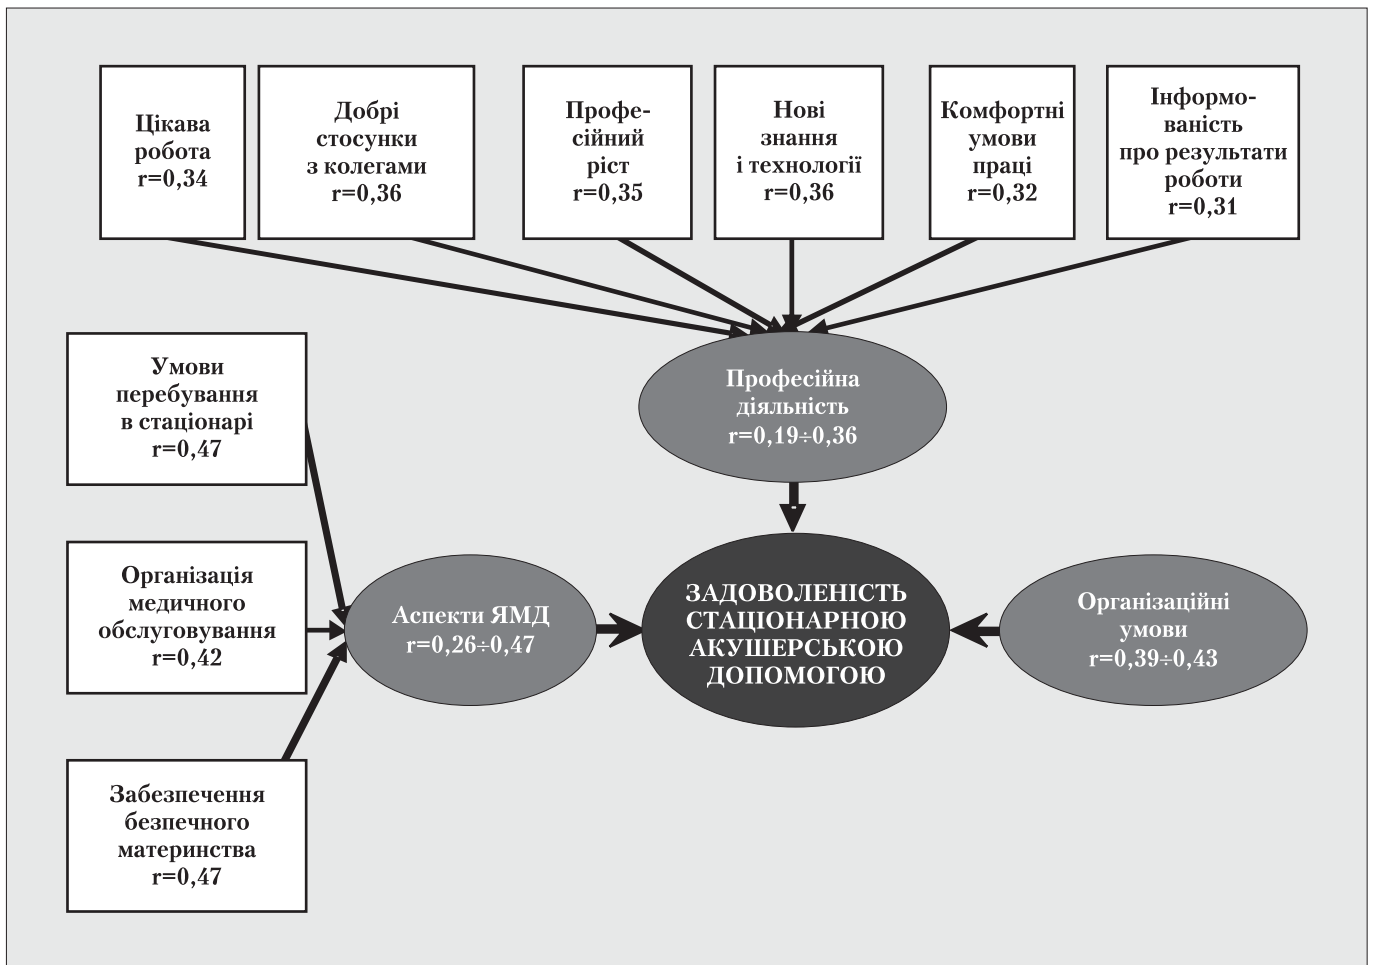 Цікава
робота
r=0,34
Добрі
стосунки
з колегами
r=0,36
Профе-
сійний
ріст
r=0,35
Нові
знання
і технології
r=0,36
Комфортні
умови
праці
r=0,32
Інформо-
ваність
про результати
роботи
r=0,31
Професійна
діяльність
r=0,19÷0,36
Умови
перебування
в стаціонарі
r=0,47
Організація
медичного
обслуговування
r=0,42
Забезпечення
безпечного
материнства
r=0,47
Аспекти ЯМД
r=0,26÷0,47
ЗАДОВОЛЕНІСТЬ
СТАЦІОНАРНОЮ
АКУШЕРСЬКОЮ
ДОПОМОГОЮ
Організаційні
умови
r=0,39÷0,43